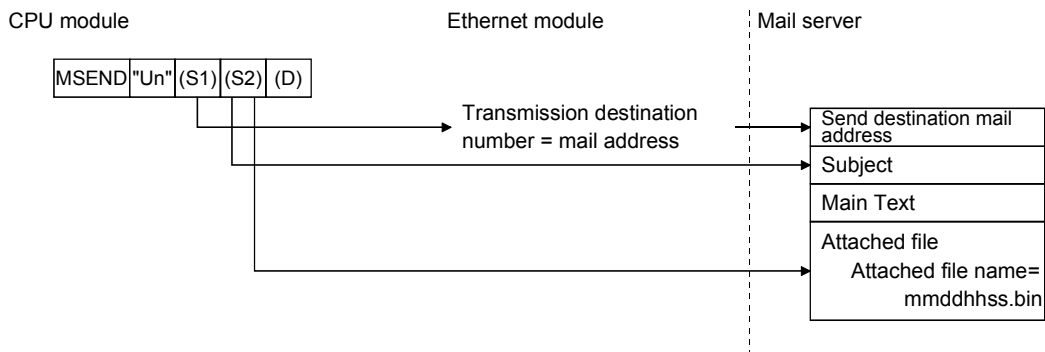 CPU module
Ethernet module
Mail server
MSEND "Un" (S1) (S2) (D)
Transmission destination
number = mail address
Send destination mail
address
Subject
Main Text
Attached file
Attached file name=
mmddhhss.bin